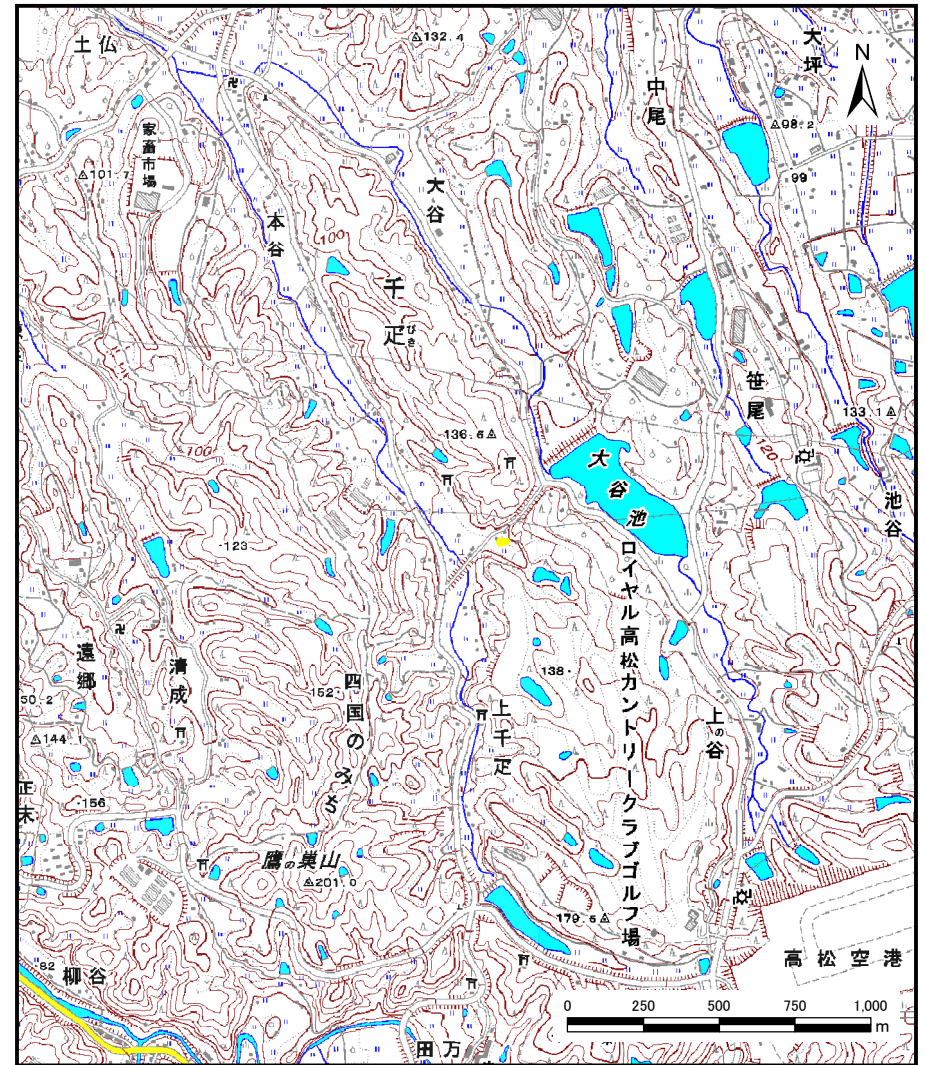 土仏
132.4
大坪
N
中尾
家畜市場
98.2
99
101.7
大谷
本谷
100
千疋
びき
笹尾
133.1
136.6
120
大谷池
100
池谷
123
ロイヤル高松カントリークラブゴルフ場
遠郷
清成
138
152
四国のみち
50.2
上千疋
上の谷
144.1
正末
156
鷹の巣山
201.0
179.5
高松空港
82
柳谷
0 250 500 750 1,000
m
田万